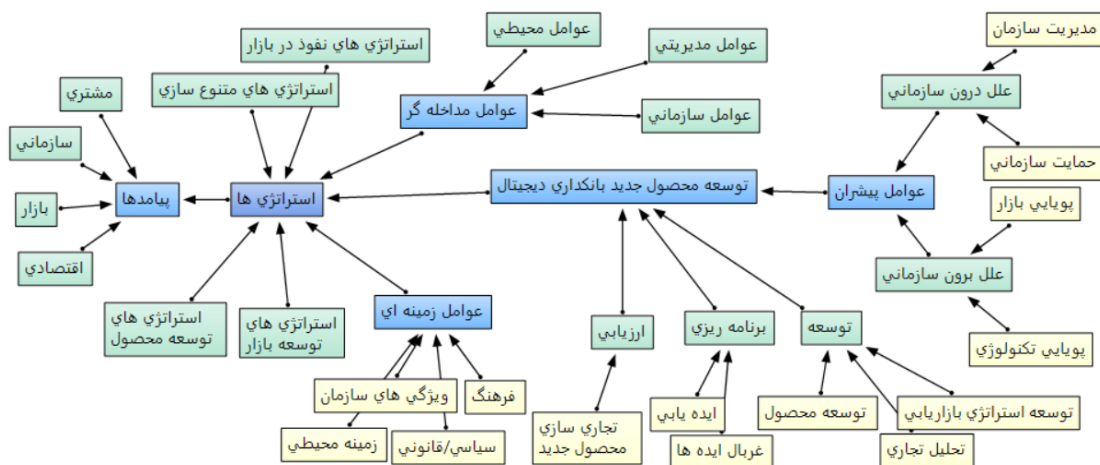 مديريت سازمان
عوامل محيطي
استراتژي هاي نفوذ در بازار
عوامل مديريتي
علل درون سازماني
استراتژي هاي متنوع سازي
مشتري
عوامل مداخله گر
عوامل سازماني
سازماني
حمايت سازماني
توسعه محصول جديد بانكداري ديجيتال
عوامل پيشران
استراتژي ها
پيامدها
پويايي بازار
بازار
علل برون سازماني
اقتصادي
عوامل زمينه اي
استراتژي هاي
توسعه بازار
استراتژي هاي
توسعه محصول
توسعه
برنامه ريزي
ارزيابي
پويايي تكنولوژي
فرهنگ
ويژگي هاي سازمان
توسعه استراتژي بازاريابي
توسعه محصول
ايده يابي
تجاري سازي
محصول جديد
سياسي/قانوني
زمينه محيطي
تحليل تجاري
غربال ايده ها